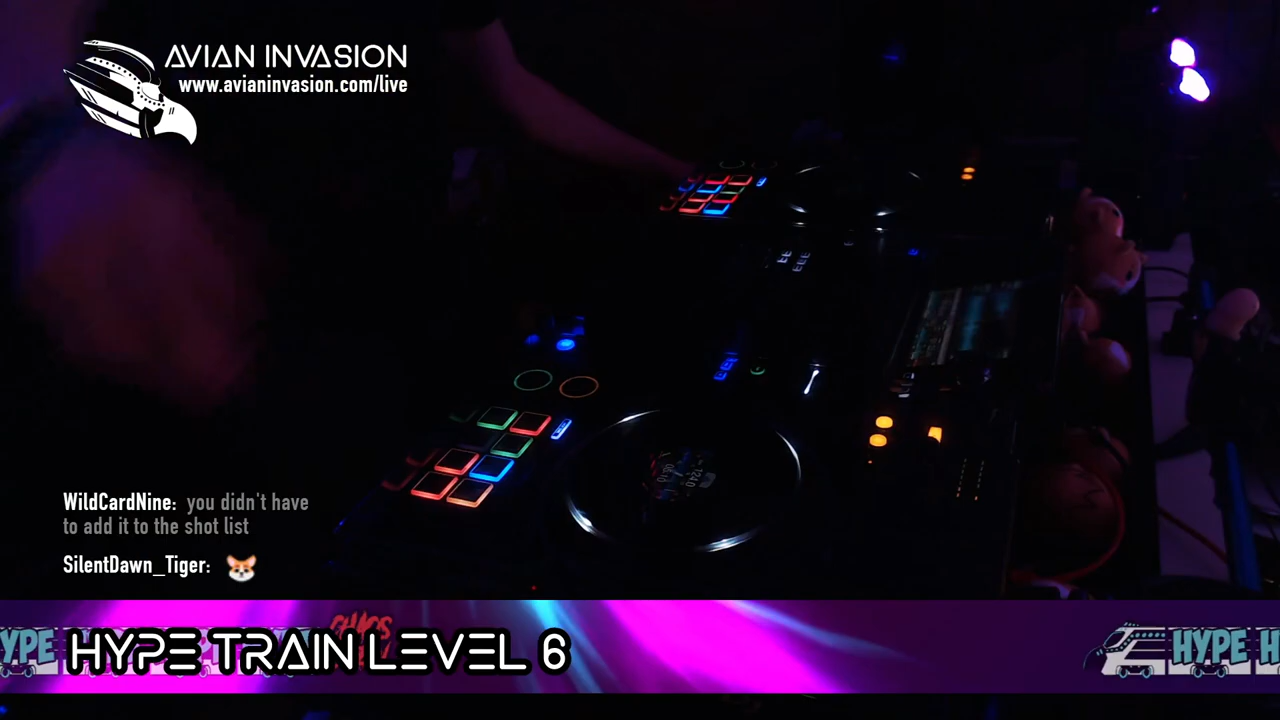 AVIAN INVASION
www.avianinvasion.com/live
WildCardNine: you didn't have
to add it to the shot list
SilentDawn_Tiger:
CHAOS
HYPE TRAIN LEVEL 6
HYPE